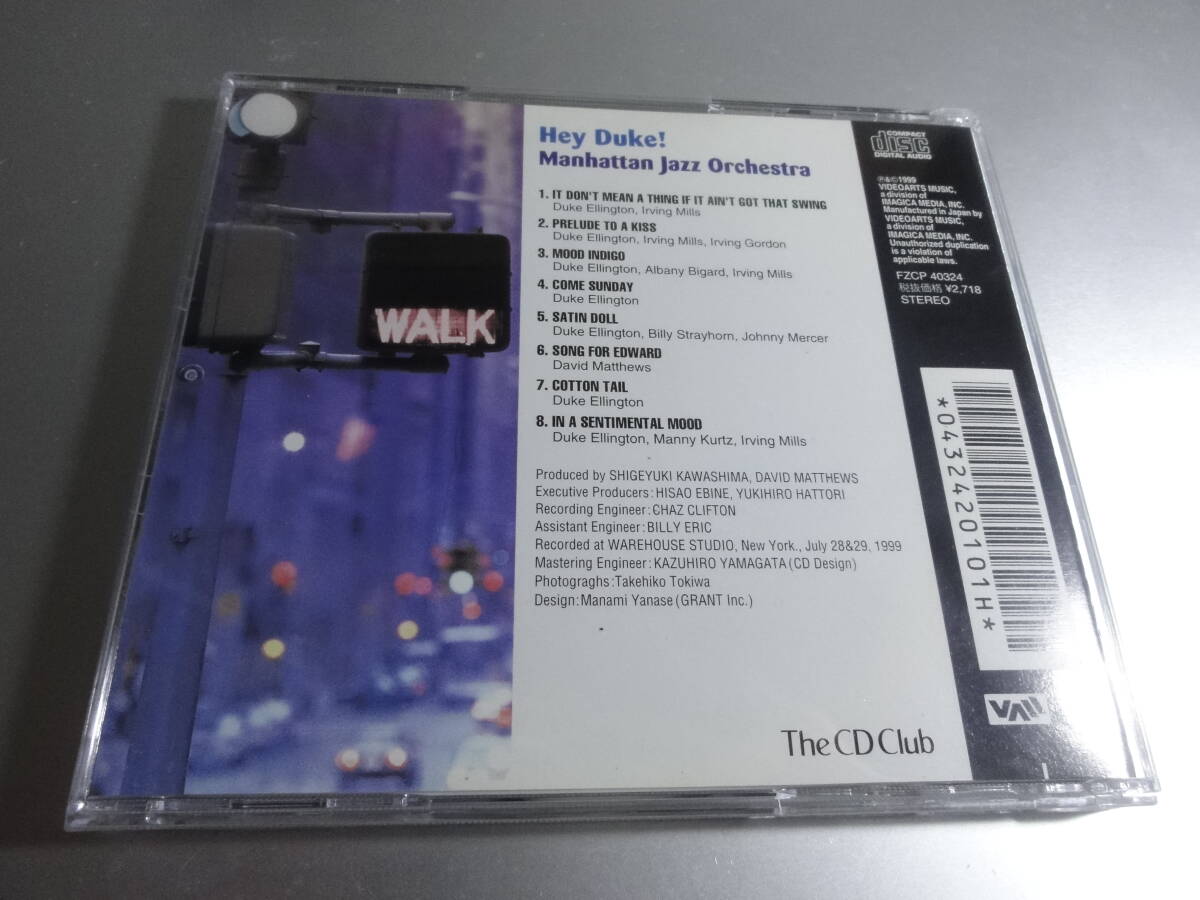 WALK
Hey Duke!
Manhattan Jazz Orchestra
1. IT DON'T MEAN A THING IF IT AIN'T GOT THAT SWING
Duke Ellington, Irving Mills
2. PRELUDE TO A KISS
Duke Ellington, Irving Mills, Irving Gordon
3. MOOD INDIGO
Duke Ellington, Albany Bigard, Irving Mills
4. COME SUNDAY
Duke Ellington
5. SATIN DOLL
Duke Ellington, Billy Strayhorn, Johnny Mercer
6. SONG FOR EDWARD
David Matthews
7. COTTON TAIL
Duke Ellington
8. IN A SENTIMENTAL MOOD
Duke Ellington, Manny Kurtz, Irving Mills
Produced by SHIGEYUKI KAWASHIMA, DAVID MATTHEWS
Executive Producers:HISAO EBINE, YUKIHIRO HATTORI
Recording Engineer:CHAZ CLIFTON
Assistant Engineer:BILLY ERIC
Recorded at WAREHOUSE STUDIO, New York., July 28&29, 1999
Mastering Engineer:KAZUHIRO YAMAGATA(CD Design)
Photograghs:Takehiko Tokiwa
Design:Manami Yanase(GRANT Inc.)
The CD Club
COMPACT
disc
DIGITAL AUDIO
℗&©1999
VIDEOARTS MUSIC,
a division of
IMAGICA MEDIA, INC.
Manufactured in Japan by
VIDEOARTS MUSIC,
a division of
IMAGICA MEDIA, INC.
Unauthorized duplication
is a violation of
applicable laws.
FZCP 40324
税抜価格 ¥2,718
STEREO
*0432420101H*